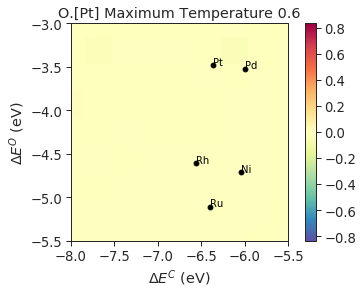 O.[Pt] Maximum Temperature 0.6
−3.0
−3.5
−4.0
−4.5
−5.0
−5.5
ΔE^O (eV)
Pt
Pd
Rh
Ni
Ru
−8.0 −7.5 −7.0 −6.5 −6.0 −5.5
ΔE^C (eV)
0.8
0.6
0.4
0.2
0.0
−0.2
−0.4
−0.6
−0.8